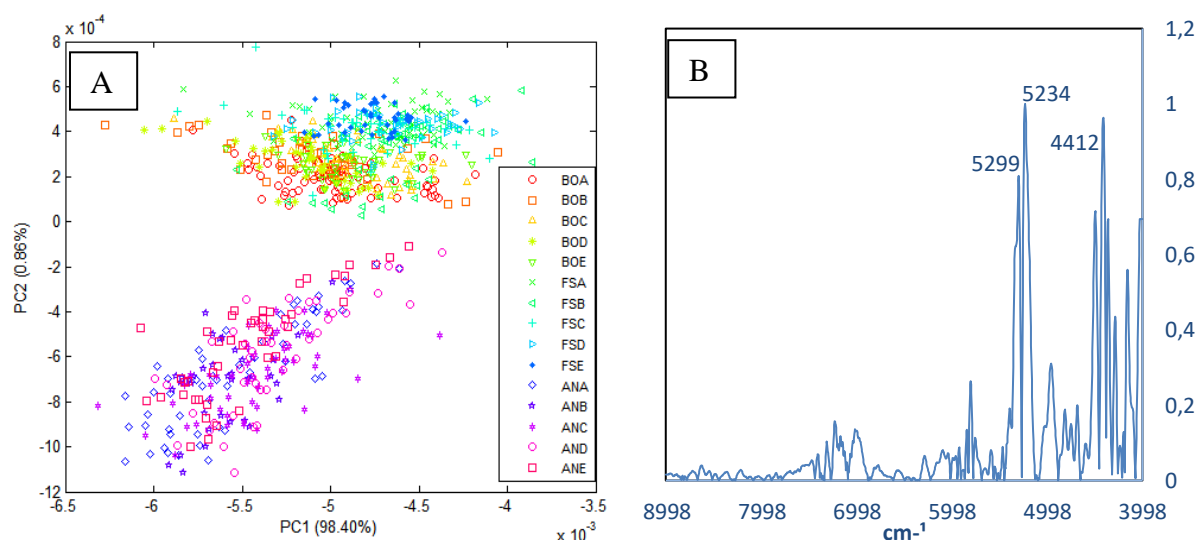 x 10⁻⁴
A
8
6
4
2
0
-2
-4
-6
-8
-10
-12
PC2 (0.86%)
-6.5
-6
-5.5
-5
-4.5
-4
-3.5
PC1 (98.40%)
x 10⁻³
BOA
BOB
BOC
BOD
BOE
FSA
FSB
FSC
FSD
FSE
ANA
ANB
ANC
AND
ANE
B
5234
5299
4412
1,2
1
0,8
0,6
0,4
0,2
0
8998
7998
6998
5998
4998
3998
cm-¹